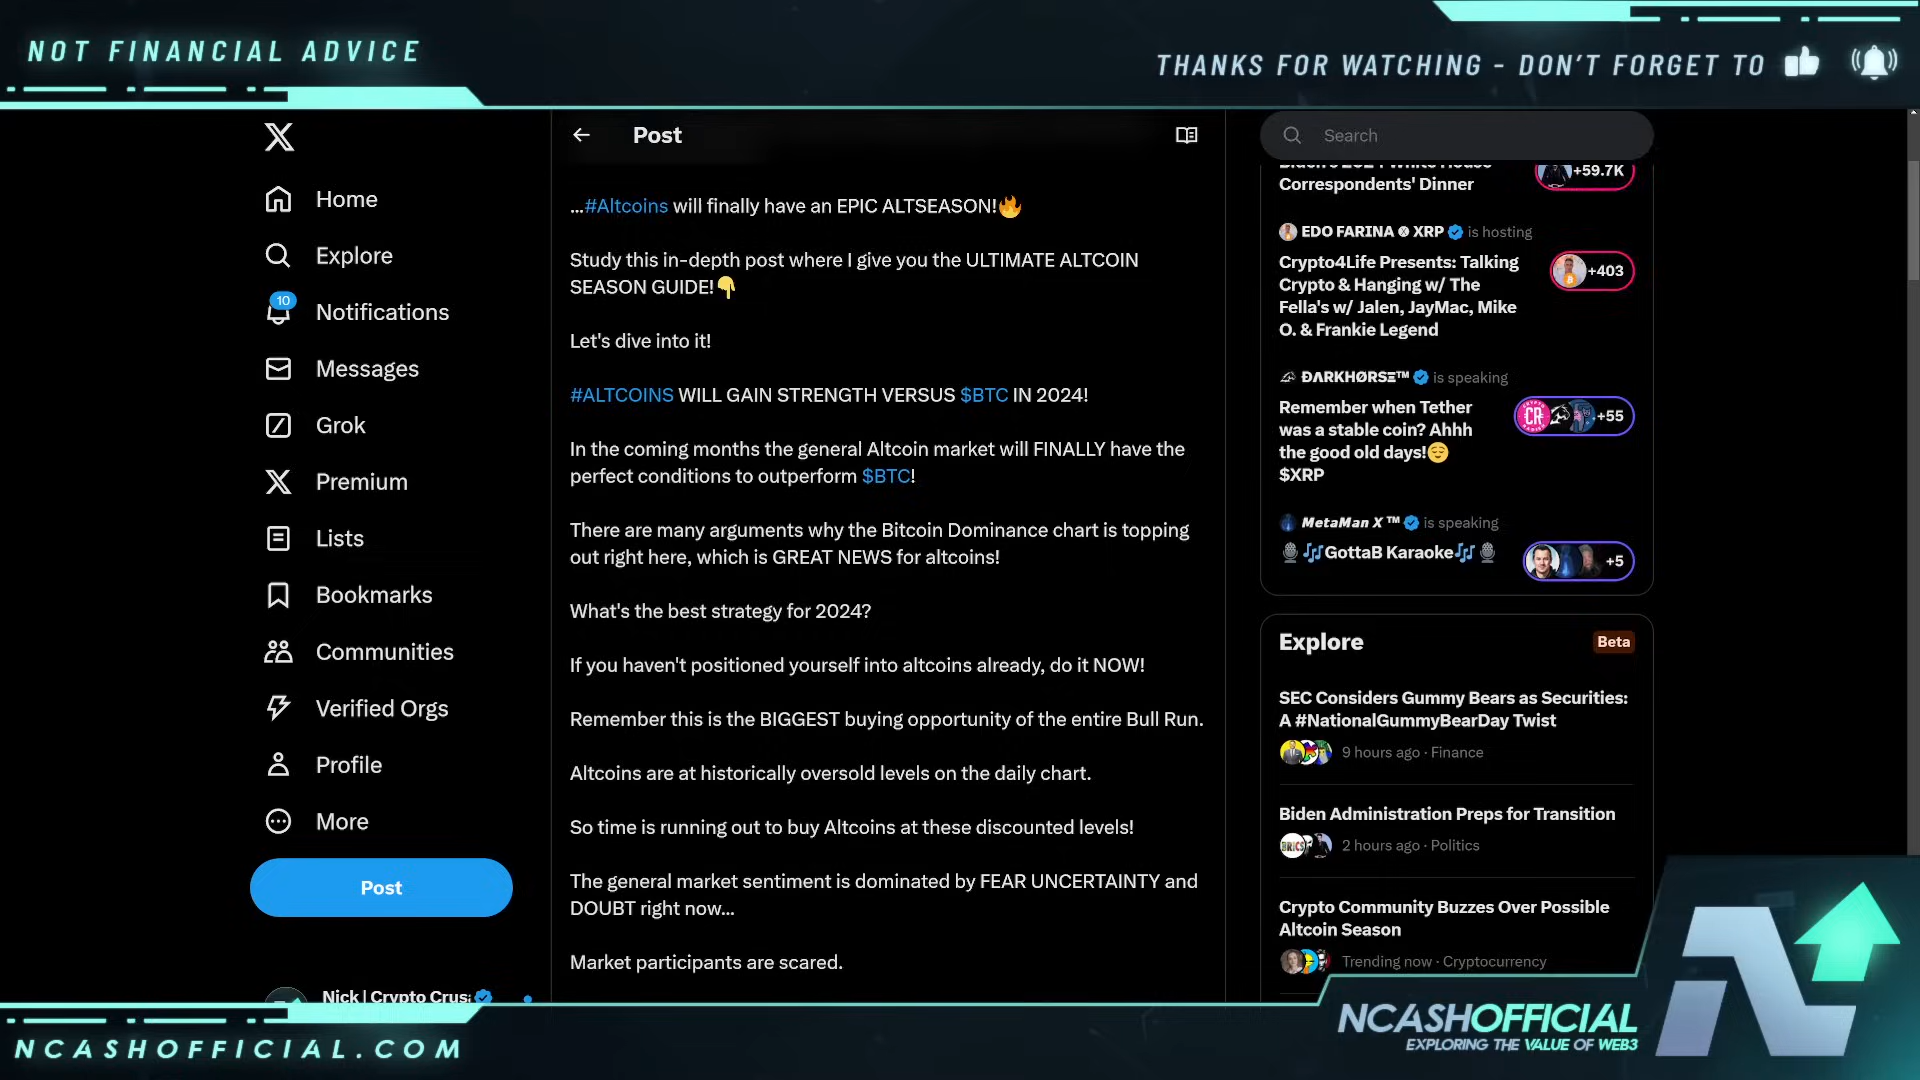 NOT FINANCIAL ADVICE
THANKS FOR WATCHING - DON'T FORGET TO
Home
Explore
10
Notifications
Messages
Grok
Premium
Lists
Bookmarks
Communities
Verified Orgs
Profile
More
Post
Nick | Crypto Crus
Post
...#Altcoins will finally have an EPIC ALTSEASON!🔥
Study this in-depth post where I give you the ULTIMATE ALTCOIN
SEASON GUIDE!👇
Let's dive into it!
#ALTCOINS WILL GAIN STRENGTH VERSUS $BTC IN 2024!
In the coming months the general Altcoin market will FINALLY have the
perfect conditions to outperform $BTC!
There are many arguments why the Bitcoin Dominance chart is topping
out right here, which is GREAT NEWS for altcoins!
What's the best strategy for 2024?
If you haven't positioned yourself into altcoins already, do it NOW!
Remember this is the BIGGEST buying opportunity of the entire Bull Run.
Altcoins are at historically oversold levels on the daily chart.
So time is running out to buy Altcoins at these discounted levels!
The general market sentiment is dominated by FEAR UNCERTAINTY and
DOUBT right now...
Market participants are scared.
Search
Biden's 2024 White House
Correspondents' Dinner
+59.7K
EDO FARINA XRP is hosting
Crypto4Life Presents: Talking
Crypto & Hanging w/ The
Fella's w/ Jalen, JayMac, Mike
O. & Frankie Legend
+403
ĐARKHØRSΞ™ is speaking
Remember when Tether
was a stable coin? Ahhh
the good old days!😌
$XRP
+55
MetaMan X ™ is speaking
🎙️🎶GottaB Karaoke🎶🎙️
+5
Explore
Beta
SEC Considers Gummy Bears as Securities:
A #NationalGummyBearDay Twist
9 hours ago · Finance
Biden Administration Preps for Transition
BRICS
2 hours ago · Politics
Crypto Community Buzzes Over Possible
Altcoin Season
Trending now · Cryptocurrency
NCASHOFFICIAL.COM
NCASHOFFICIAL
EXPLORING THE VALUE OF WEB3